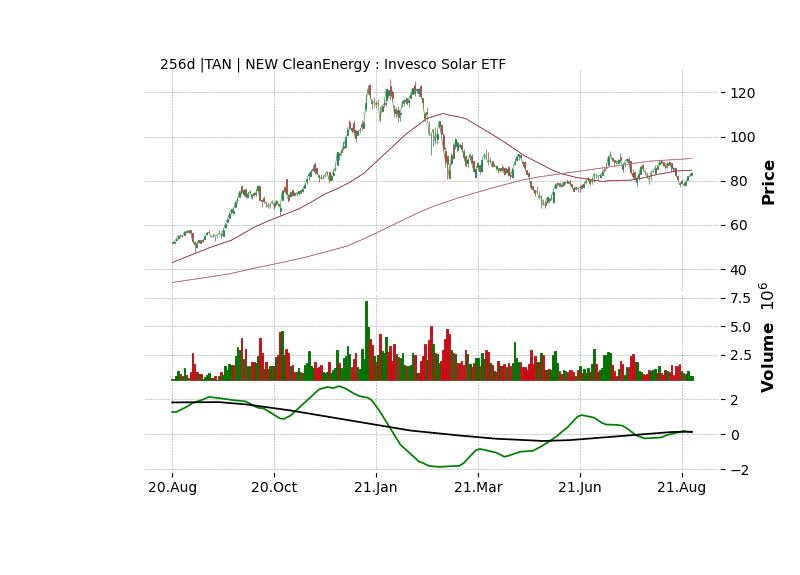 256d |TAN | NEW CleanEnergy : Invesco Solar ETF
120
100
80
60
40
Price
7.5
5.0
2.5
Volume 10^6
2
0
−2
20.Aug 20.Oct 21.Jan 21.Mar 21.Jun 21.Aug